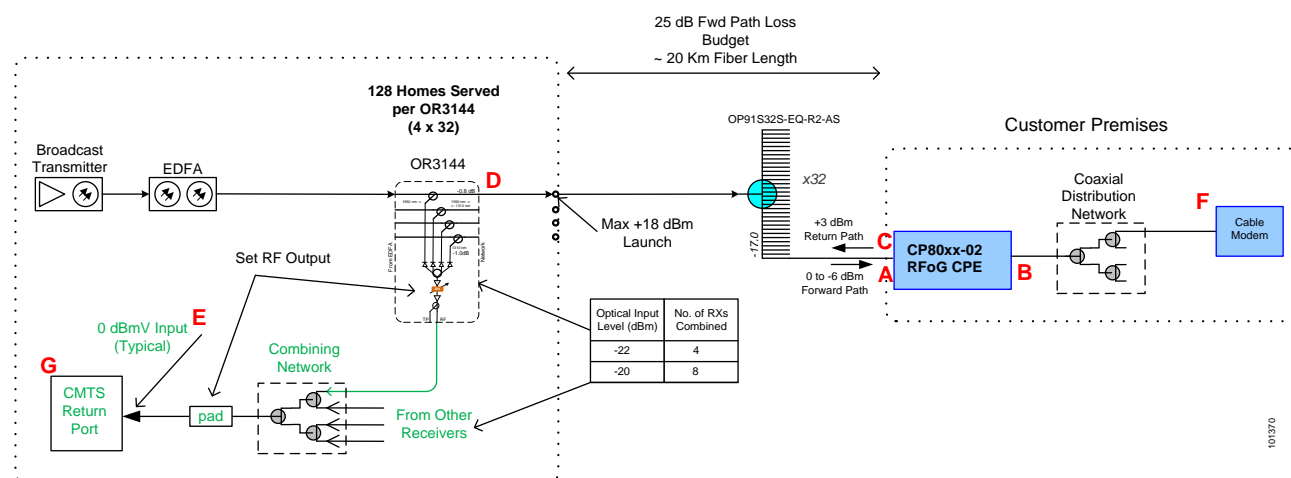 25 dB Fwd Path Loss
Budget
~ 20 Km Fiber Length
128 Homes Served
per OR3144
(4 x 32)
OP91S32S-EQ-R2-AS
Customer Premises
Broadcast
Transmitter
EDFA
OR3144
D
-0.8 dB
x32
Coaxial
Distribution
Network
F
Cable
Modem
Max +18 dBm
Launch
+3 dBm
Return Path
C
CP80xx-02
RFoG CPE
A
B
0 to -6 dBm
Forward Path
-17.0
From EDFA
Network
1310 nm
-1.0dB
Set RF Output
TP
RF
Optical Input
Level (dBm)
No. of RXs
Combined
-22
4
-20
8
0 dBmV Input
(Typical)
E
G
CMTS
Return
Port
pad
Combining
Network
From Other
Receivers
101370